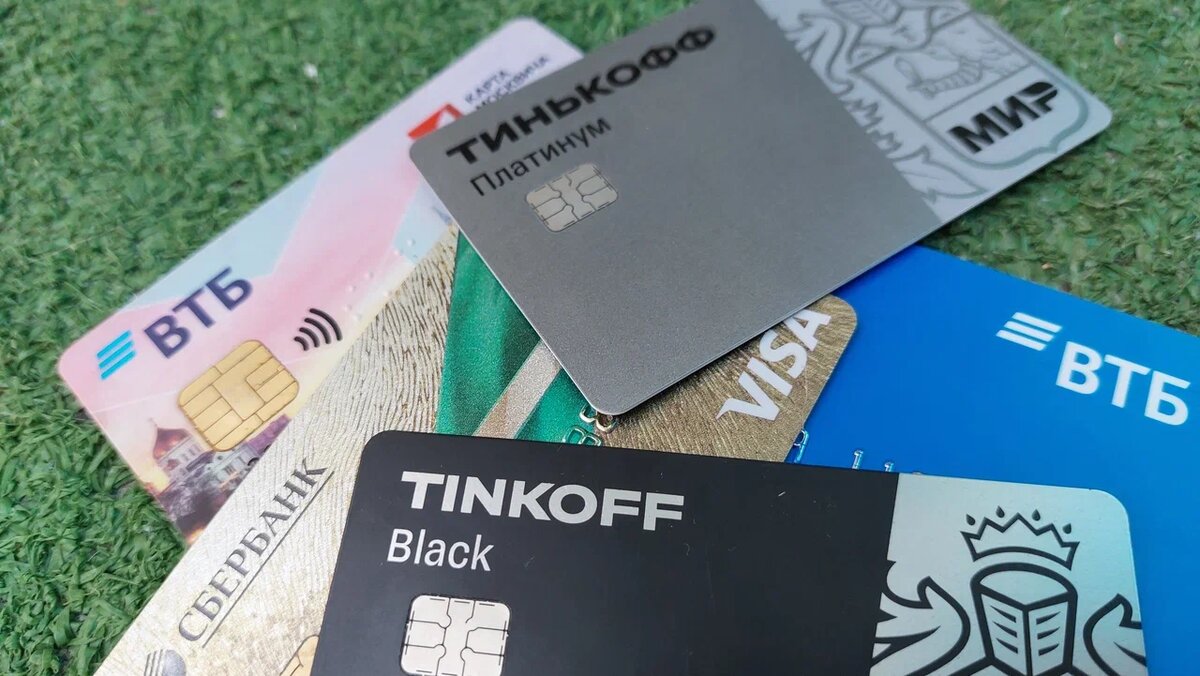 КАРТА
МОСКВИЧА
ТИНЬКОФФ
Платинум
МИР
ВТБ
VISA
ВТБ
СБЕРБАНК
TINKOFF
Black